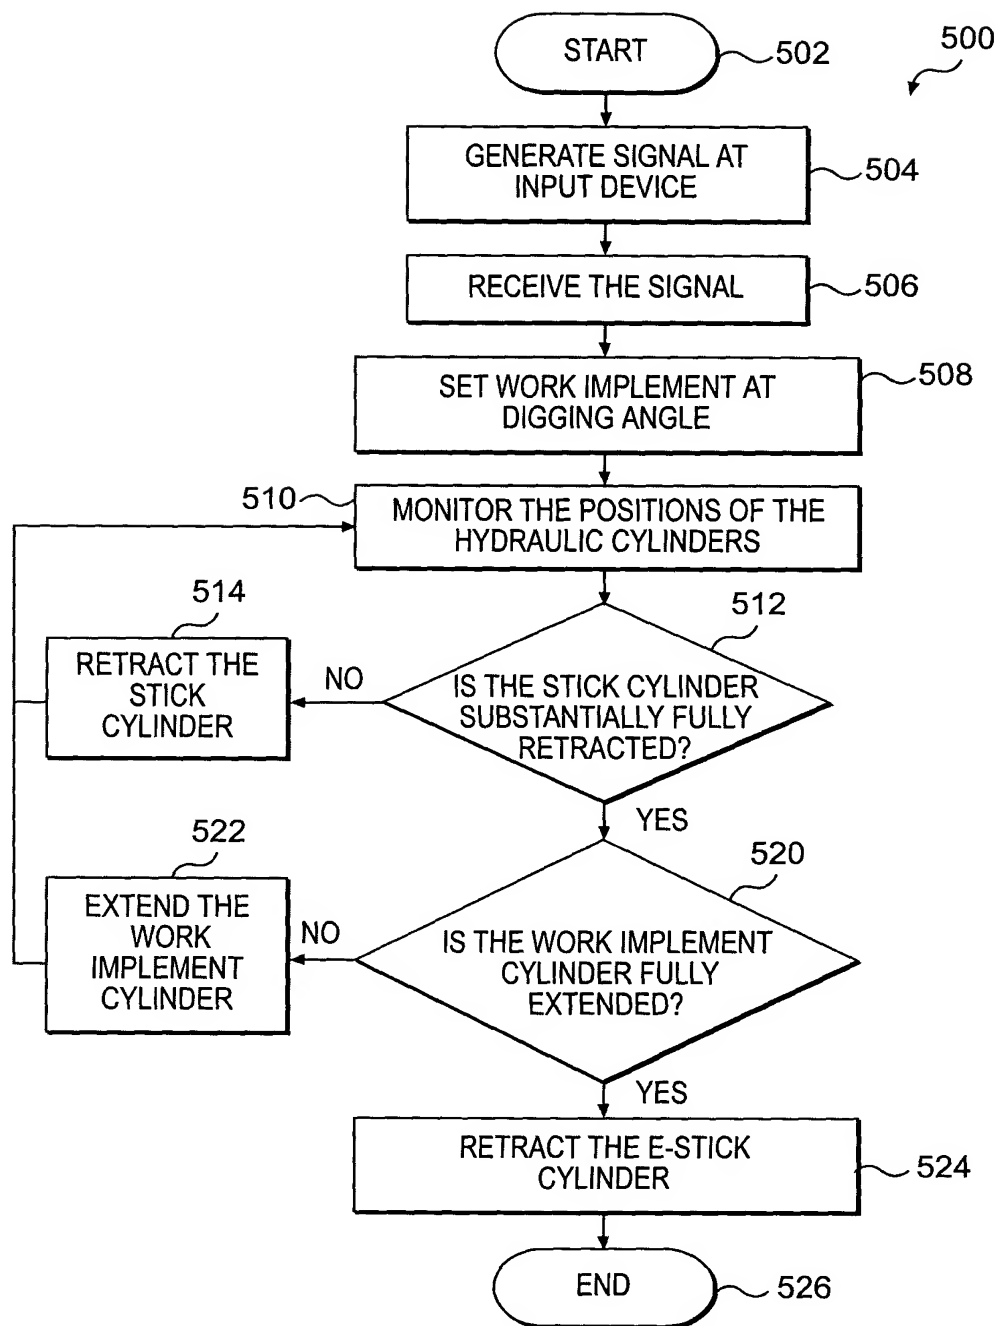 START
502
500
GENERATE SIGNAL AT
INPUT DEVICE
504
RECEIVE THE SIGNAL
506
SET WORK IMPLEMENT AT
DIGGING ANGLE
508
510
MONITOR THE POSITIONS OF THE
HYDRAULIC CYLINDERS
514
512
RETRACT THE
STICK
CYLINDER
NO
IS THE STICK CYLINDER
SUBSTANTIALLY FULLY
RETRACTED?
YES
522
520
EXTEND THE
WORK
IMPLEMENT
CYLINDER
NO
IS THE WORK IMPLEMENT
CYLINDER FULLY
EXTENDED?
YES
RETRACT THE E-STICK
CYLINDER
524
END
526